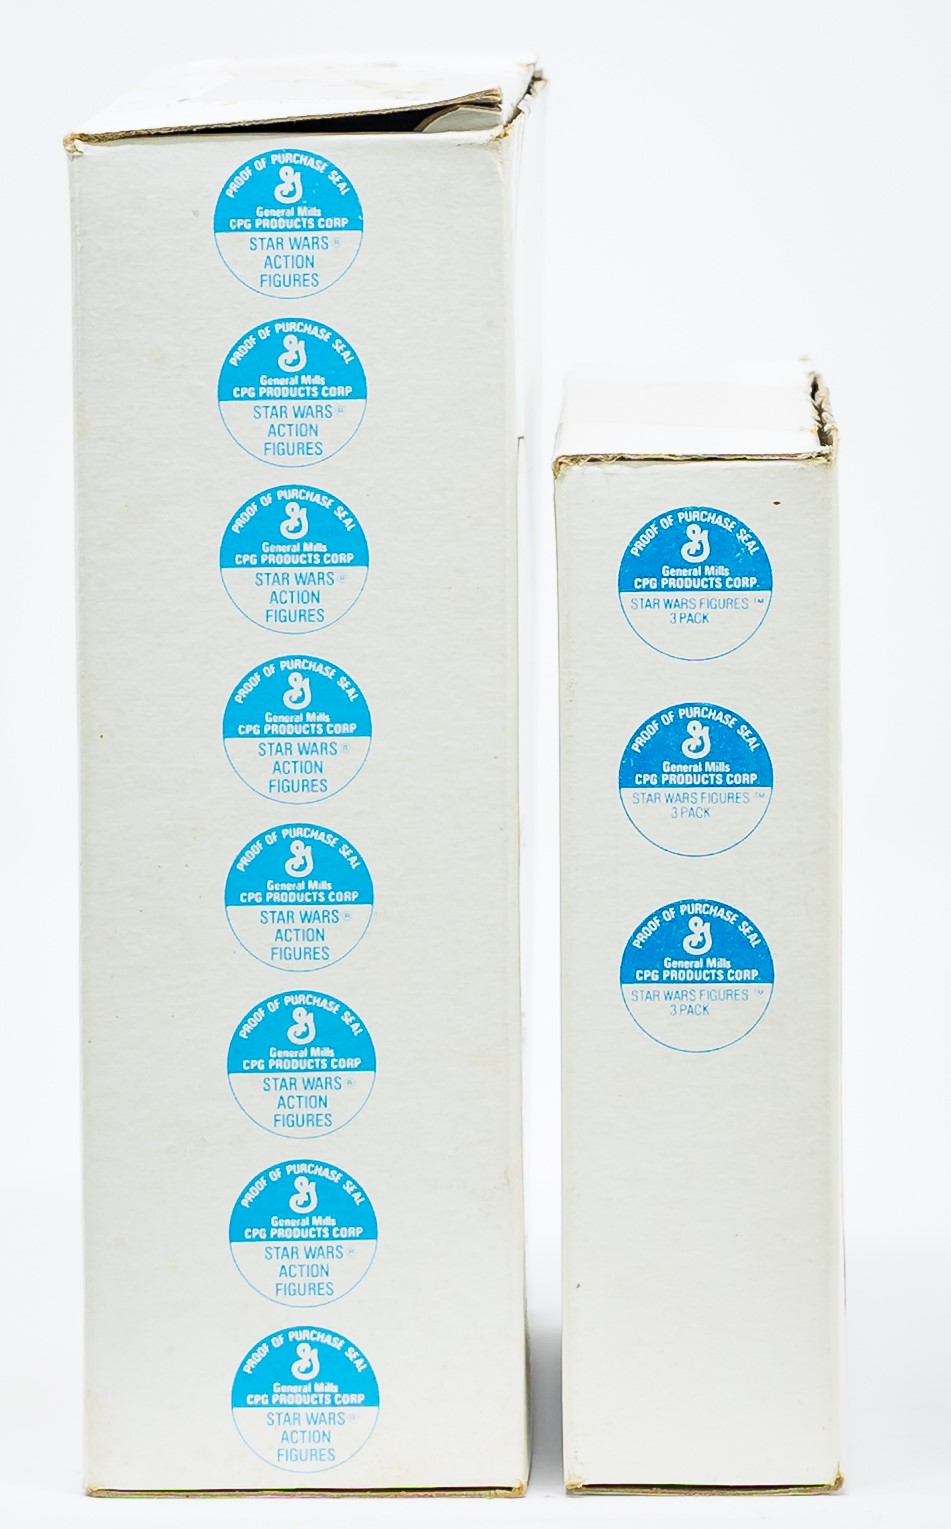 PROOF OF PURCHASE SEAL
General Mills
CPG PRODUCTS CORP
STAR WARS®
ACTION
FIGURES
PROOF OF PURCHASE SEAL
General Mills
CPG PRODUCTS CORP
STAR WARS®
ACTION
FIGURES
PROOF OF PURCHASE SEAL
General Mills
CPG PRODUCTS CORP
STAR WARS®
ACTION
FIGURES
PROOF OF PURCHASE SEAL
General Mills
CPG PRODUCTS CORP
STAR WARS®
ACTION
FIGURES
PROOF OF PURCHASE SEAL
General Mills
CPG PRODUCTS CORP
STAR WARS®
ACTION
FIGURES
PROOF OF PURCHASE SEAL
General Mills
CPG PRODUCTS CORP
STAR WARS®
ACTION
FIGURES
PROOF OF PURCHASE SEAL
General Mills
CPG PRODUCTS CORP
STAR WARS®
ACTION
FIGURES
PROOF OF PURCHASE SEAL
General Mills
CPG PRODUCTS CORP
STAR WARS®
ACTION
FIGURES
PROOF OF PURCHASE SEAL
General Mills
CPG PRODUCTS CORP.
STAR WARS FIGURES™
3 PACK
PROOF OF PURCHASE SEAL
General Mills
CPG PRODUCTS CORP.
STAR WARS FIGURES™
3 PACK
PROOF OF PURCHASE SEAL
General Mills
CPG PRODUCTS CORP.
STAR WARS FIGURES™
3 PACK